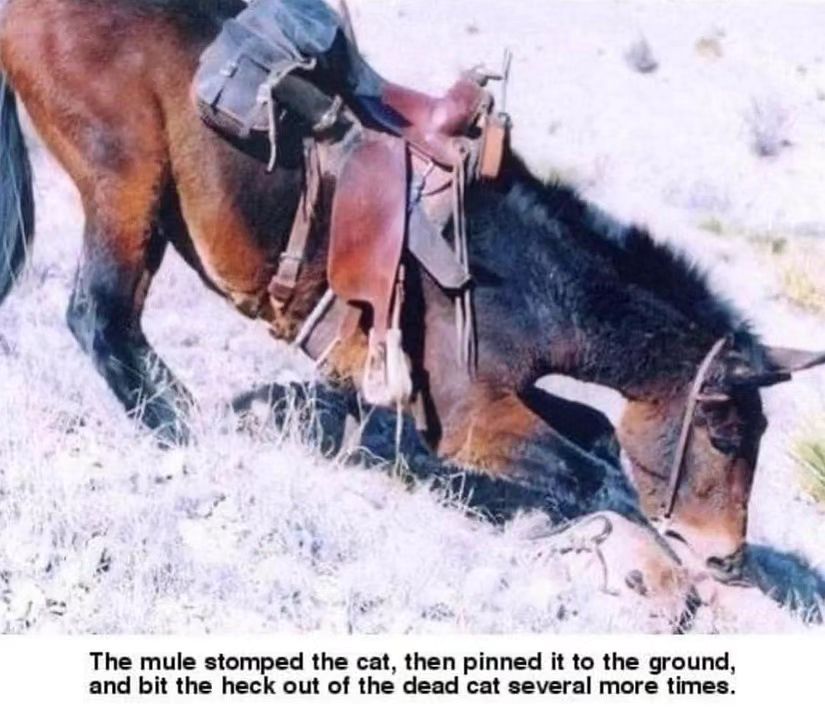 The mule stomped the cat, then pinned it to the ground,
and bit the heck out of the dead cat several more times.